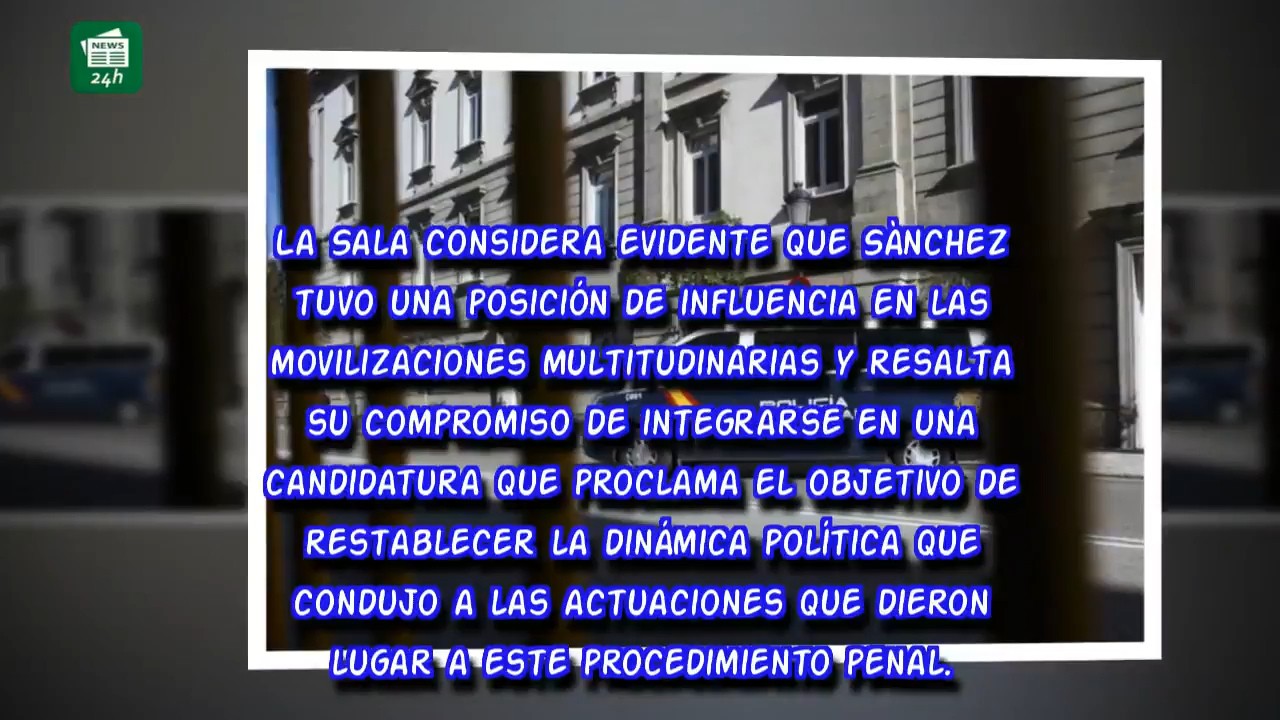 NEWS
24h
LA SALA CONSIDERA EVIDENTE QUE SÀNCHEZ
TUVO UNA POSICIÓN DE INFLUENCIA EN LAS
MOVILIZACIONES MULTITUDINARIAS Y RESALTA
SU COMPROMISO DE INTEGRARSE EN UNA
CANDIDATURA QUE PROCLAMA EL OBJETIVO DE
RESTABLECER LA DINÁMICA POLÍTICA QUE
CONDUJO A LAS ACTUACIONES QUE DIERON
LUGAR A ESTE PROCEDIMIENTO PENAL.
POLICÍA